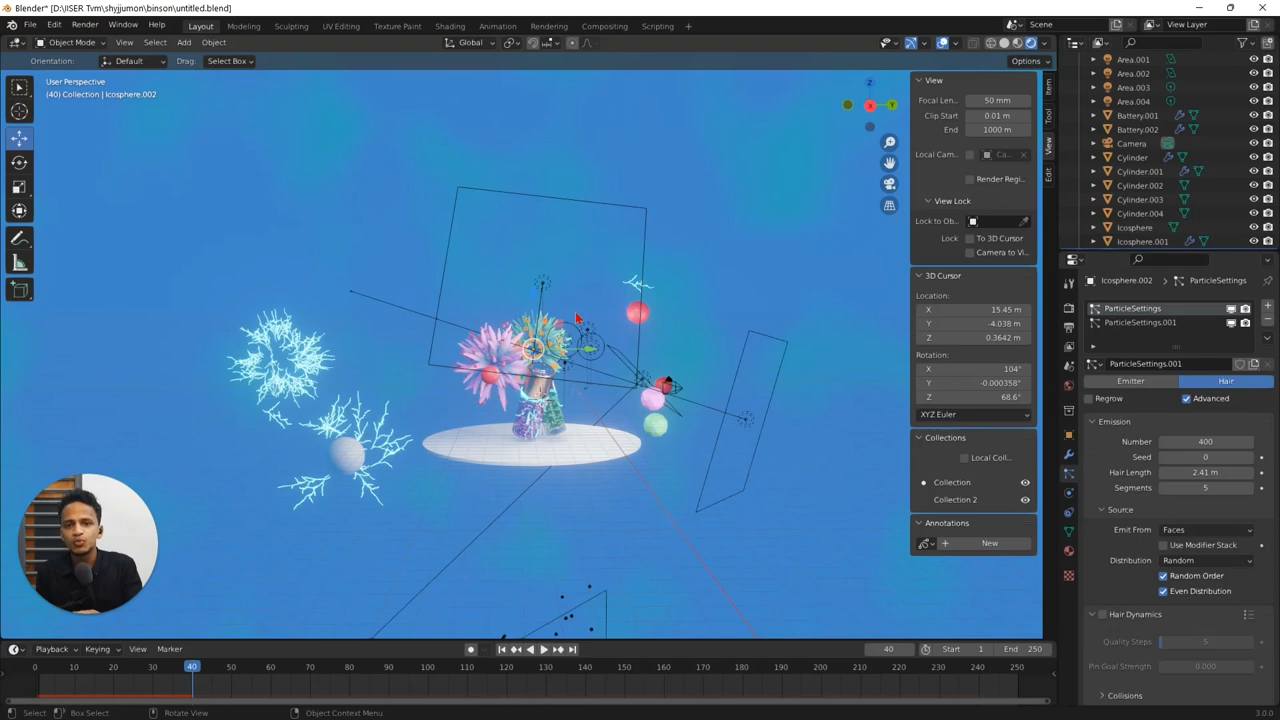 Blender* [D:\ISER Tvm\shyjjumon\binson\untitled.blend]
File Edit Render Window Help Layout Modeling Sculpting UV Editing Texture Paint Shading Animation Rendering Compositing Scripting Scene View Layer
Object Mode View Select Add Object Global
Orientation: Default Drag: Select Box Options
User Perspective
(40) Collection | Icosphere.002
Z
Y
X
Item
Tool
View
Edit
View
Focal Len... 50 mm
Clip Start 0.01 m
End 1000 m
Local Cam... Ca...
Render Regi...
View Lock
Lock to Ob...
Lock To 3D Cursor
Camera to Vi...
3D Cursor
Location:
X 15.45 m
Y -4.038 m
Z 0.3642 m
Rotation:
X 104°
Y -0.000358°
Z 68.6°
XYZ Euler
Collections
Local Coll...
Collection
Collection 2
Annotations
New
Area.001
Area.002
Area.003
Area.004
Battery.001
Battery.002
Camera
Cylinder
Cylinder.001
Cylinder.002
Cylinder.003
Cylinder.004
Icosphere
Icosphere.001
Icosphere.002 ParticleSettings
ParticleSettings
ParticleSettings.001
ParticleSettings.001
Emitter Hair
Regrow Advanced
Emission
Number 400
Seed 0
Hair Length 2.41 m
Segments 5
Source
Emit From Faces
Use Modifier Stack
Distribution Random
Random Order
Even Distribution
Hair Dynamics
Quality Steps 5
Pin Goal Strength 0.000
Collisions
Playback Keying View Marker 40 Start 1 End 250
0 10 20 30 40 50 60 70 80 90 100 110 120 130 140 150 160 170 180 190 200 210 220 230 240 250
Select Box Select Rotate View Object Context Menu 3.0.0